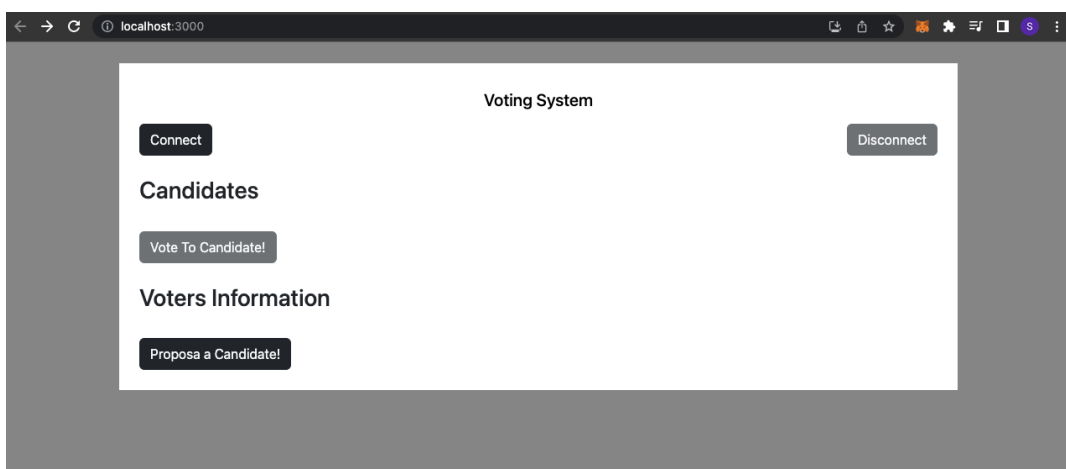 localhost:3000
S
Voting System
Connect
Disconnect
Candidates
Vote To Candidate!
Voters Information
Proposa a Candidate!